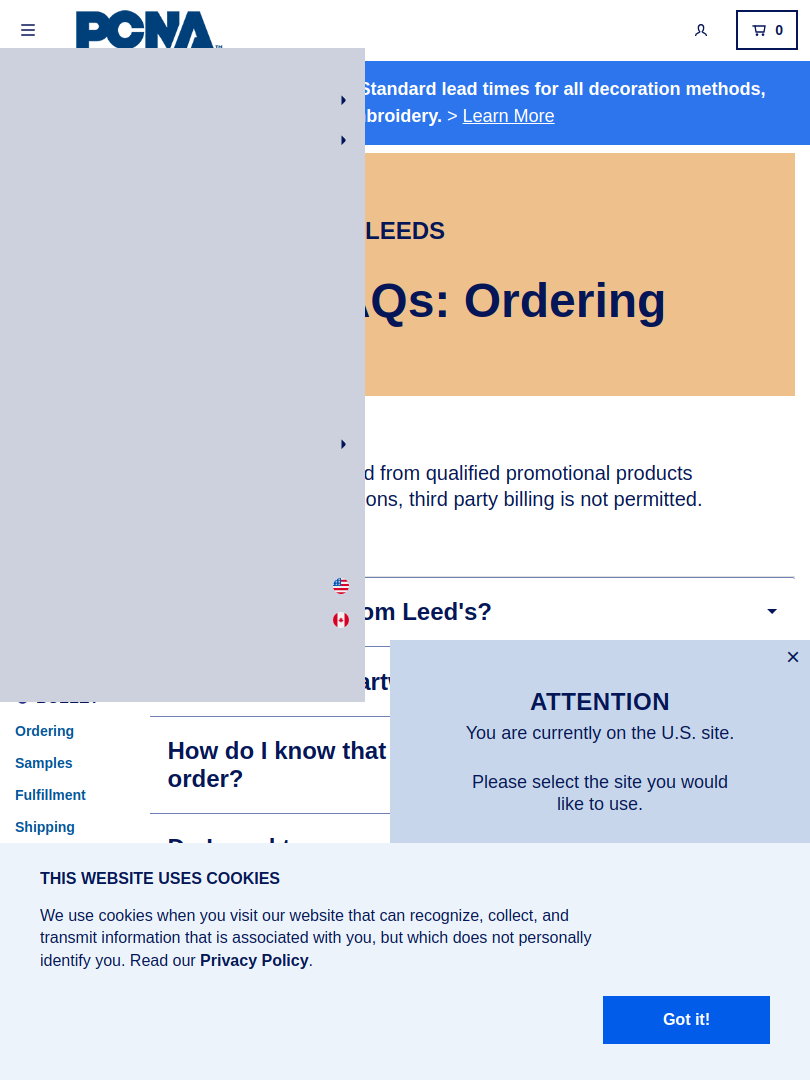 PCNA™
0
Standard lead times for all decoration methods,
broidery. > Learn More
LEEDS
AQs: Ordering
d from qualified promotional products
ons, third party billing is not permitted.
om Leed's?
Ordering
Samples
Fulfillment
Shipping
How do I know that
order?
×
ATTENTION
You are currently on the U.S. site.
Please select the site you would
like to use.
THIS WEBSITE USES COOKIES
We use cookies when you visit our website that can recognize, collect, and
transmit information that is associated with you, but which does not personally
identify you. Read our Privacy Policy.
Got it!